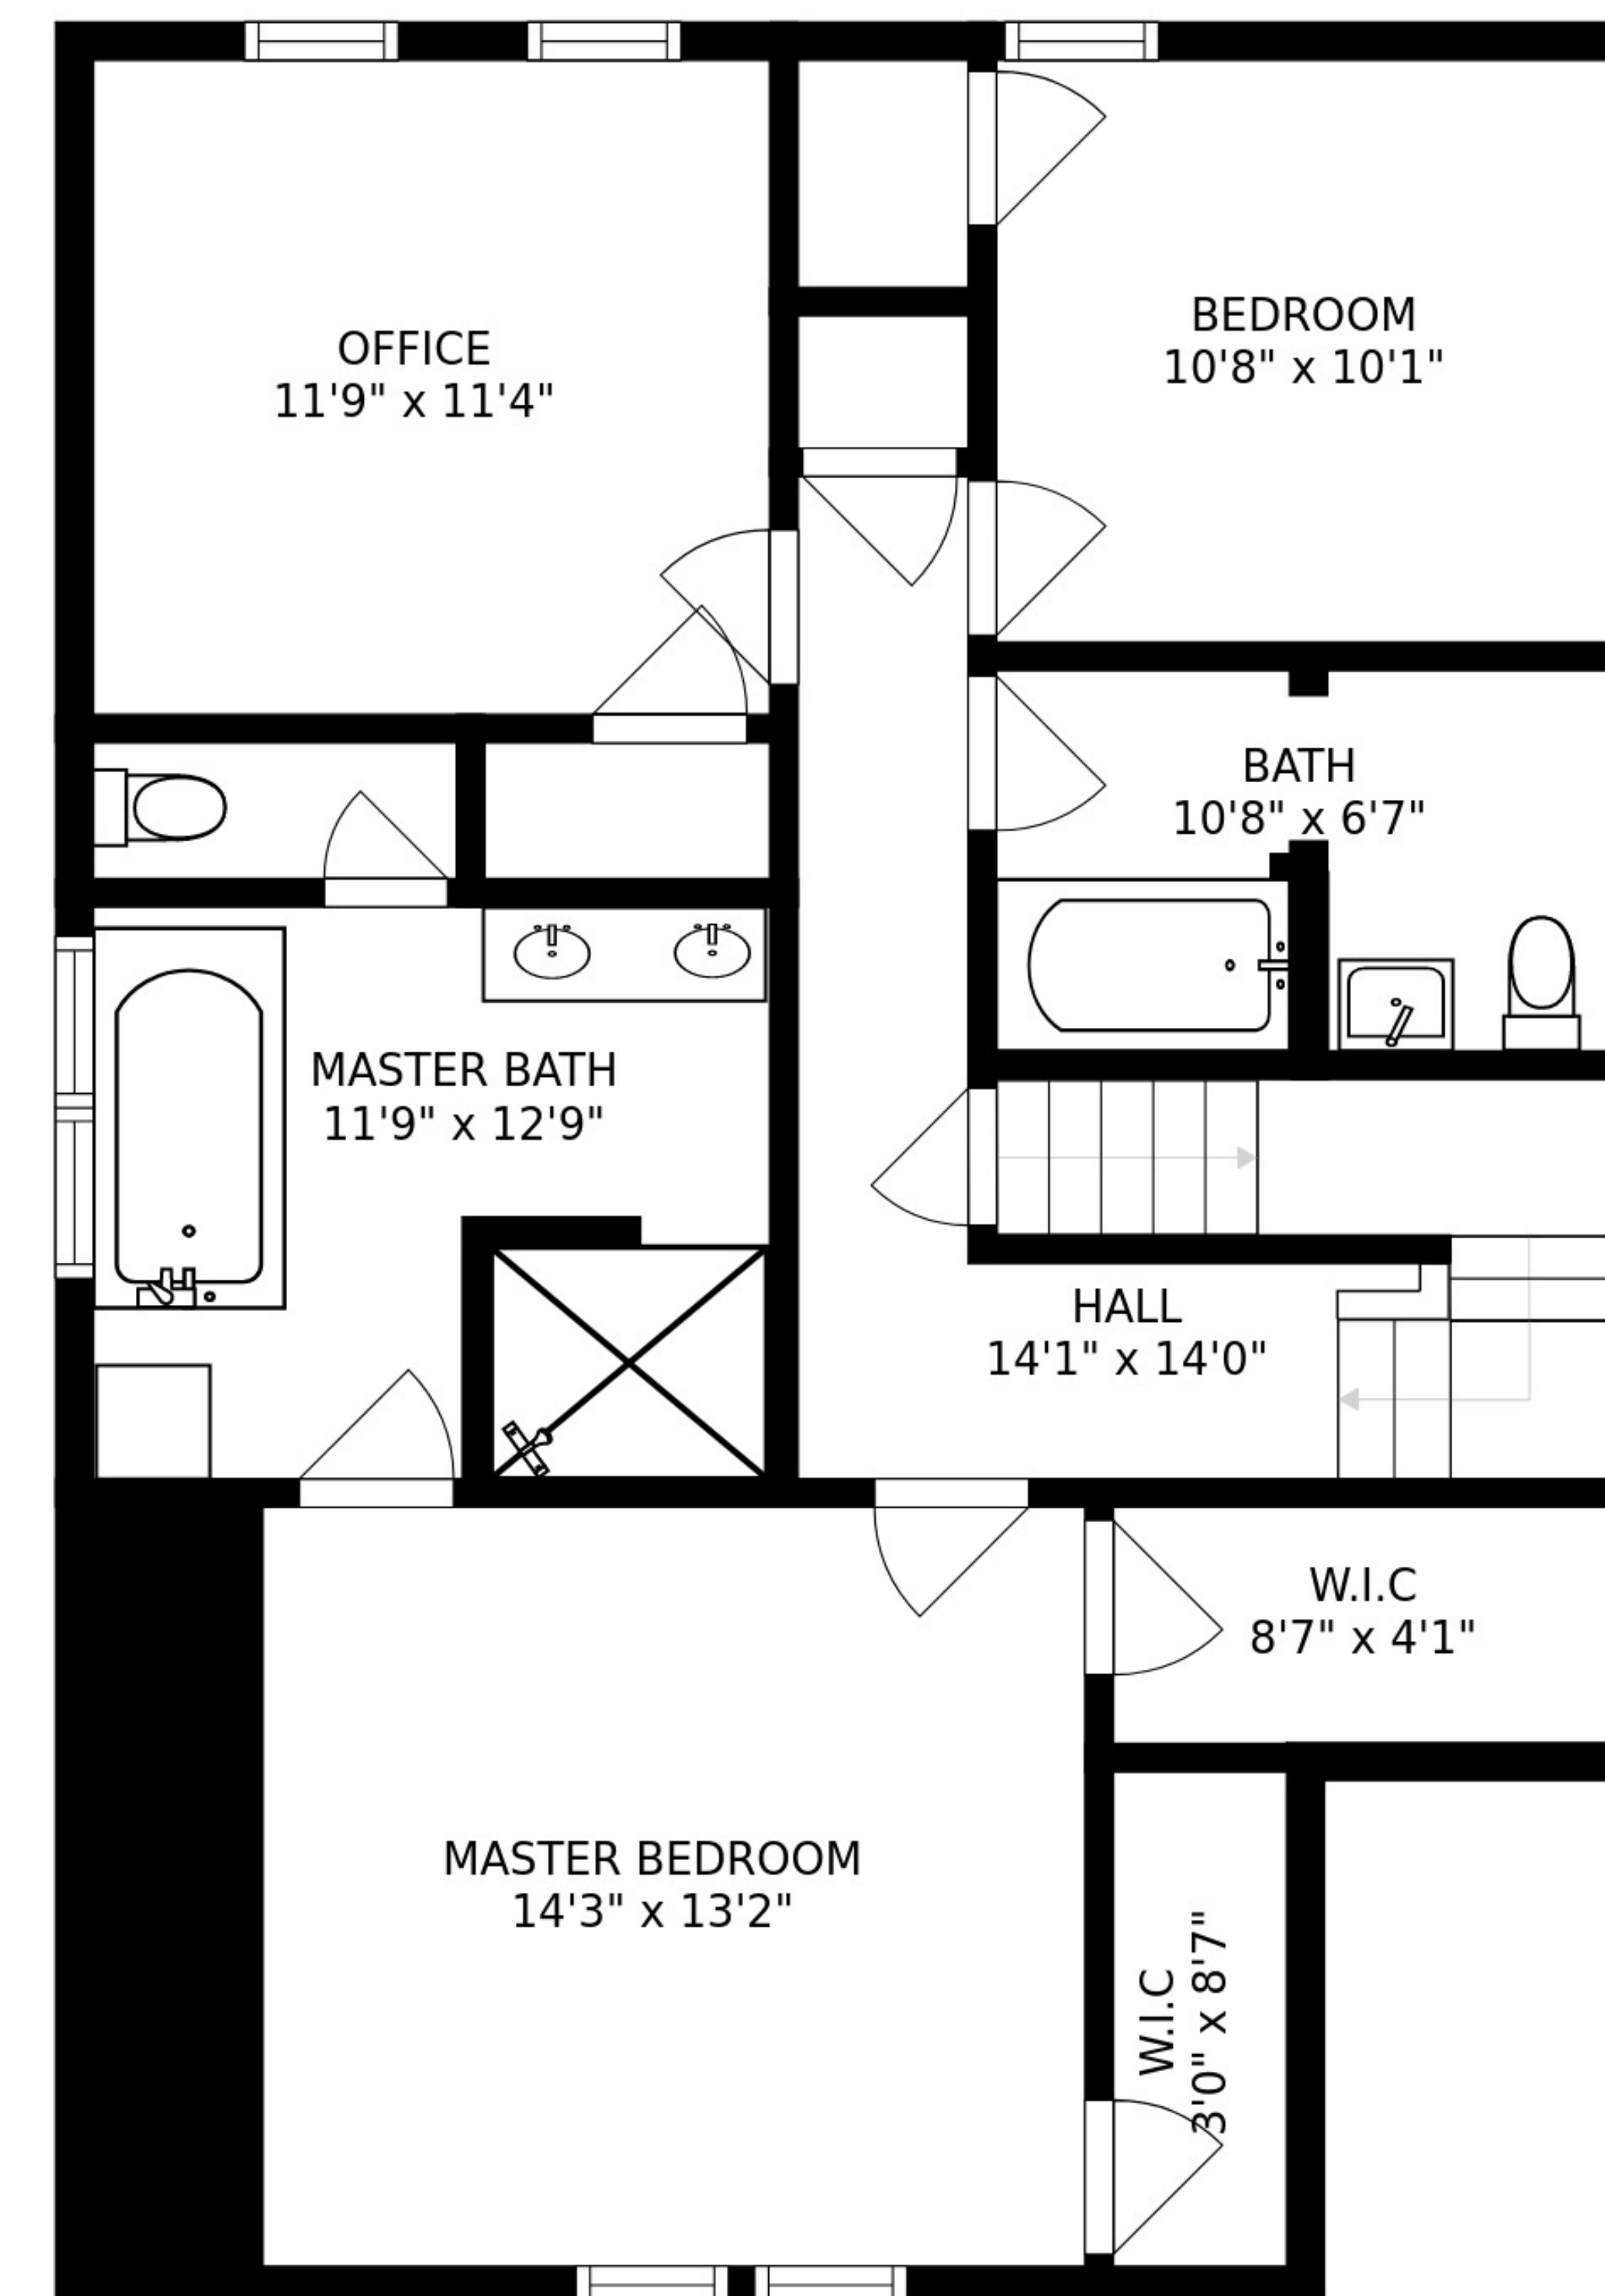 OFFICE
11'9" x 11'4"
BEDROOM
10'8" x 10'1"
BATH
10'8" x 6'7"
MASTER BATH
11'9" x 12'9"
HALL
14'1" x 14'0"
W.I.C
8'7" x 4'1"
MASTER BEDROOM
14'3" x 13'2"
W.I.C
3'0" x 8'7"